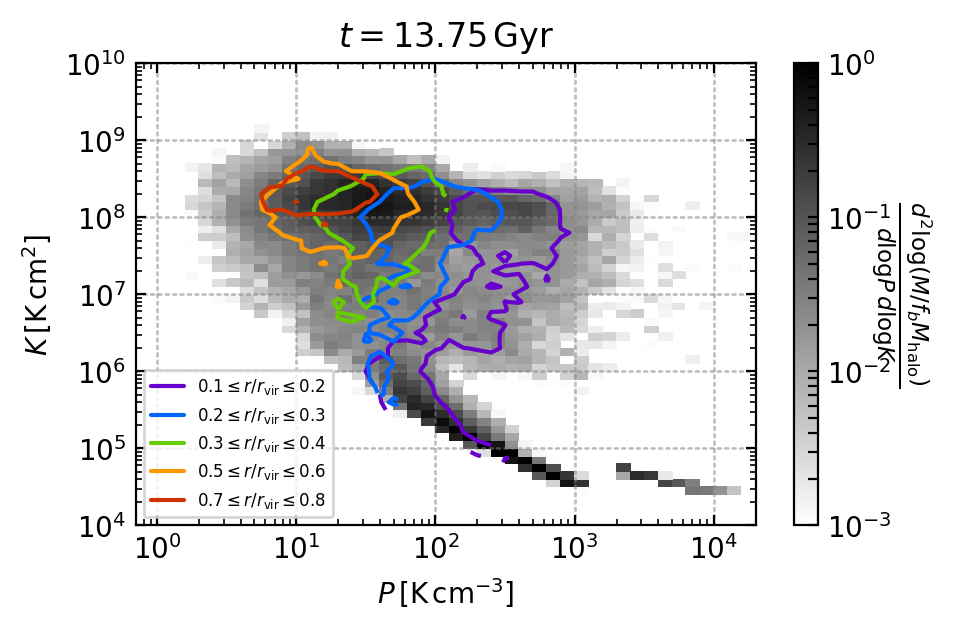 t = 13.75 Gyr
10^10
10^9
10^8
10^7
10^6
10^5
10^4
K [K cm^2]
0.1 ≤ r/r_vir ≤ 0.2
0.2 ≤ r/r_vir ≤ 0.3
0.3 ≤ r/r_vir ≤ 0.4
0.5 ≤ r/r_vir ≤ 0.6
0.7 ≤ r/r_vir ≤ 0.8
10^0 10^1 10^2 10^3 10^4
P [K cm^−3]
10^0
10^−1
10^−2
10^−3
d^2 log(M/f_b M_halo)
dlogP dlogK